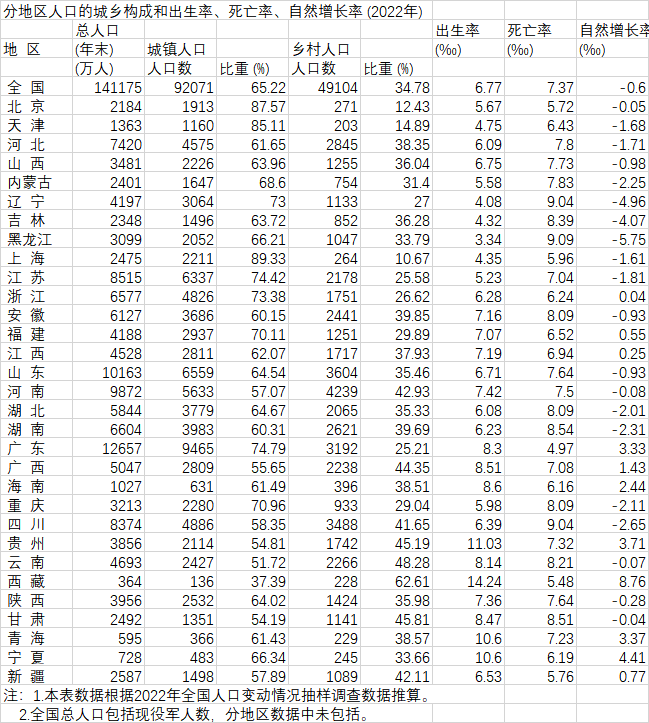 分地区人口的城乡构成和出生率、死亡率、自然增长率 (2022年)
总人口 出生率 死亡率 自然增长率
地 区 (年末) 城镇人口 乡村人口 (‰) (‰) (‰)
(万人) 人口数 比重 (%) 人口数 比重 (%)
全 国 141175 92071 65.22 49104 34.78 6.77 7.37 -0.6
北 京 2184 1913 87.57 271 12.43 5.67 5.72 -0.05
天 津 1363 1160 85.11 203 14.89 4.75 6.43 -1.68
河 北 7420 4575 61.65 2845 38.35 6.09 7.8 -1.71
山 西 3481 2226 63.96 1255 36.04 6.75 7.73 -0.98
内蒙古 2401 1647 68.6 754 31.4 5.58 7.83 -2.25
辽 宁 4197 3064 73 1133 27 4.08 9.04 -4.96
吉 林 2348 1496 63.72 852 36.28 4.32 8.39 -4.07
黑龙江 3099 2052 66.21 1047 33.79 3.34 9.09 -5.75
上 海 2475 2211 89.33 264 10.67 4.35 5.96 -1.61
江 苏 8515 6337 74.42 2178 25.58 5.23 7.04 -1.81
浙 江 6577 4826 73.38 1751 26.62 6.28 6.24 0.04
安 徽 6127 3686 60.15 2441 39.85 7.16 8.09 -0.93
福 建 4188 2937 70.11 1251 29.89 7.07 6.52 0.55
江 西 4528 2811 62.07 1717 37.93 7.19 6.94 0.25
山 东 10163 6559 64.54 3604 35.46 6.71 7.64 -0.93
河 南 9872 5633 57.07 4239 42.93 7.42 7.5 -0.08
湖 北 5844 3779 64.67 2065 35.33 6.08 8.09 -2.01
湖 南 6604 3983 60.31 2621 39.69 6.23 8.54 -2.31
广 东 12657 9465 74.79 3192 25.21 8.3 4.97 3.33
广 西 5047 2809 55.65 2238 44.35 8.51 7.08 1.43
海 南 1027 631 61.49 396 38.51 8.6 6.16 2.44
重 庆 3213 2280 70.96 933 29.04 5.98 8.09 -2.11
四 川 8374 4886 58.35 3488 41.65 6.39 9.04 -2.65
贵 州 3856 2114 54.81 1742 45.19 11.03 7.32 3.71
云 南 4693 2427 51.72 2266 48.28 8.14 8.21 -0.07
西 藏 364 136 37.39 228 62.61 14.24 5.48 8.76
陕 西 3956 2532 64.02 1424 35.98 7.36 7.64 -0.28
甘 肃 2492 1351 54.19 1141 45.81 8.47 8.51 -0.04
青 海 595 366 61.43 229 38.57 10.6 7.23 3.37
宁 夏 728 483 66.34 245 33.66 10.6 6.19 4.41
新 疆 2587 1498 57.89 1089 42.11 6.53 5.76 0.77
注：1.本表数据根据2022年全国人口变动情况抽样调查数据推算。
2.全国总人口包括现役军人数，分地区数据中未包括。